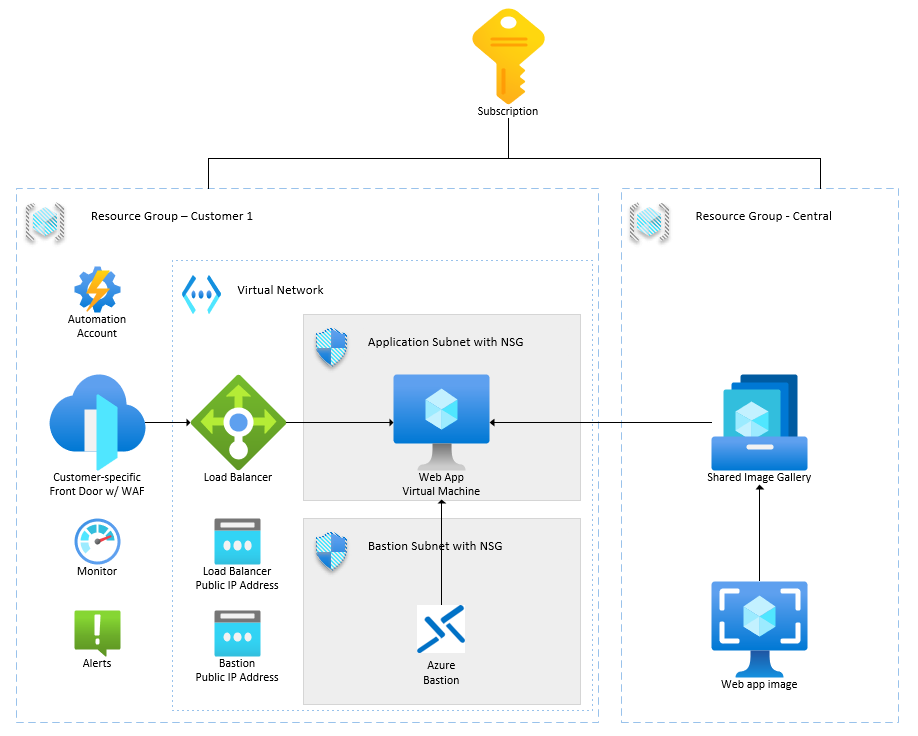 Subscription
Resource Group – Customer 1
Resource Group - Central
Automation
Account
Virtual Network
Application Subnet with NSG
Customer-specific
Front Door w/ WAF
Load Balancer
Web App
Virtual Machine
Shared Image Gallery
Monitor
Load Balancer
Public IP Address
Bastion Subnet with NSG
Alerts
Bastion
Public IP Address
Azure
Bastion
Web app image